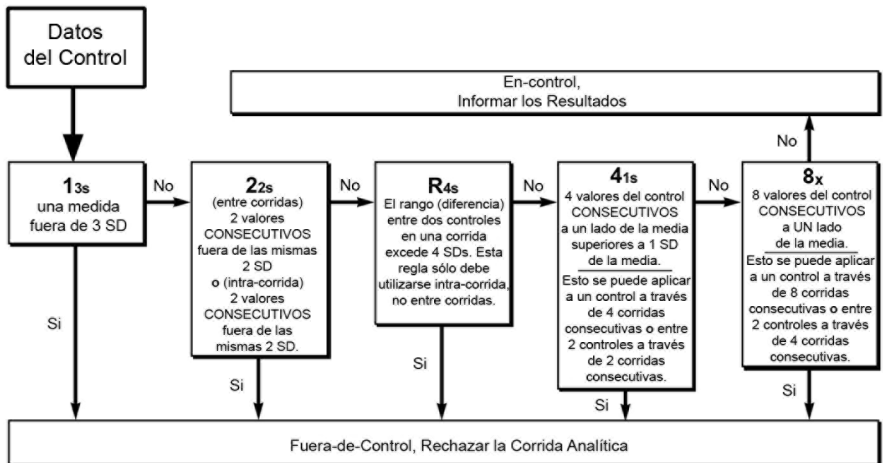 Datos
del Control
En-control,
Informar los Resultados
No
13s
una medida
fuera de 3 SD
No
22s
(entre corridas)
2 valores
CONSECUTIVOS
fuera de las mismas
2 SD
o (intra-corrida)
2 valores
CONSECUTIVOS
fuera de las
mismas 2 SD.
No
R4s
El rango (diferencia)
entre dos controles
en una corrida
excede 4 SDs. Esta
regla sólo debe
utilizarse intra-corrida,
no entre corridas.
No
41s
4 valores del control
CONSECUTIVOS
a un lado de la media
superiores a 1 SD
de la media.
Esto se puede aplicar
a un control a través
de 4 corridas
consecutivas o entre
2 controles a través
de 2 corridas
consecutivas.
No
8x
8 valores del control
CONSECUTIVOS
a UN lado
de la media.
Esto se puede aplicar
a un control a través
de 8 corridas
consecutivas o entre
2 controles a través
de 4 corridas
consecutivas.
Si
Si
Si
Si
Si
Fuera-de-Control, Rechazar la Corrida Analítica